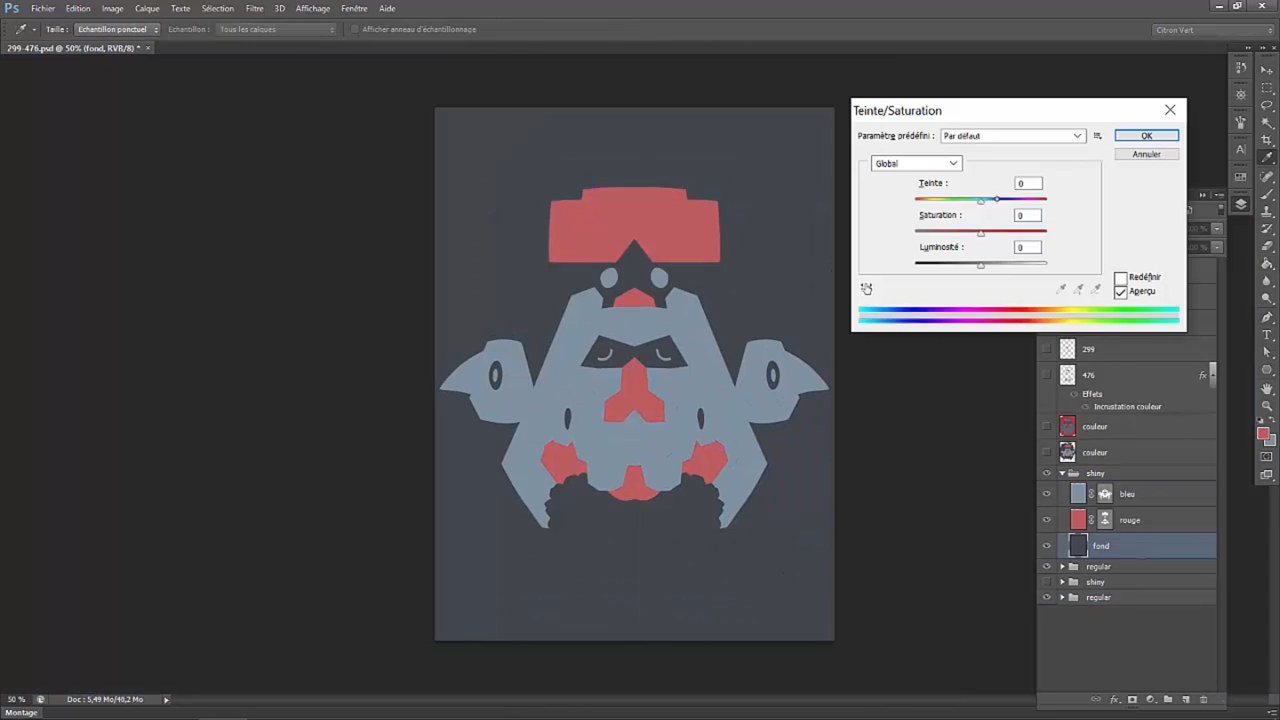 Ps Fichier Edition Image Calque Texte Sélection Filtre 3D Affichage Fenêtre Aide
Taille : Echantillon ponctuel Echantillon : Tous les calques Afficher anneau d'échantillonnage Citron Vert
299-476.psd @ 50% (fond, RVB/8) * ×
Teinte/Saturation
Paramètre prédéfini : Par défaut OK
Annuler
Global
Teinte : 0
Saturation : 0
Luminosité : 0
Redéfinir
Aperçu
299
476 fx
Effets
Incrustation couleur
couleur
couleur
shiny
bleu
rouge
fond
regular
shiny
regular
50 % Doc : 5,49 Mo/40,2 Mo
Montage